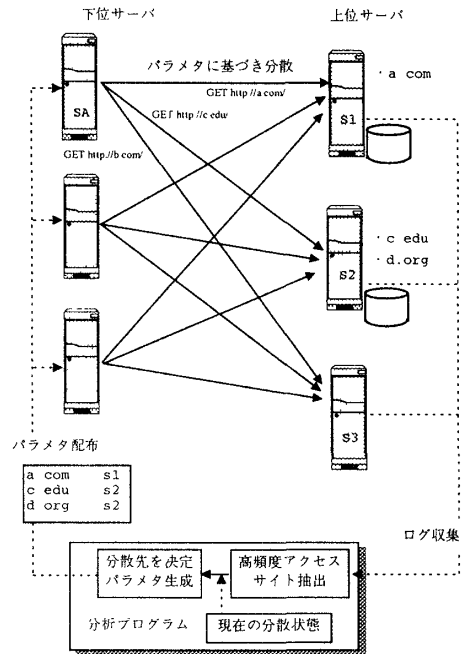 下位サーバ
上位サーバ
パラメタに基づき分散
GET http://a com/
GET http://c edu/
GET http://b com/
SA
S1
・a com
S2
・c edu
・d.org
S3
パラメタ配布
a com s1
c edu s2
d org s2
ログ収集
分散先を決定
パラメタ生成
高頻度アクセス
サイト抽出
分析プログラム
現在の分散状態